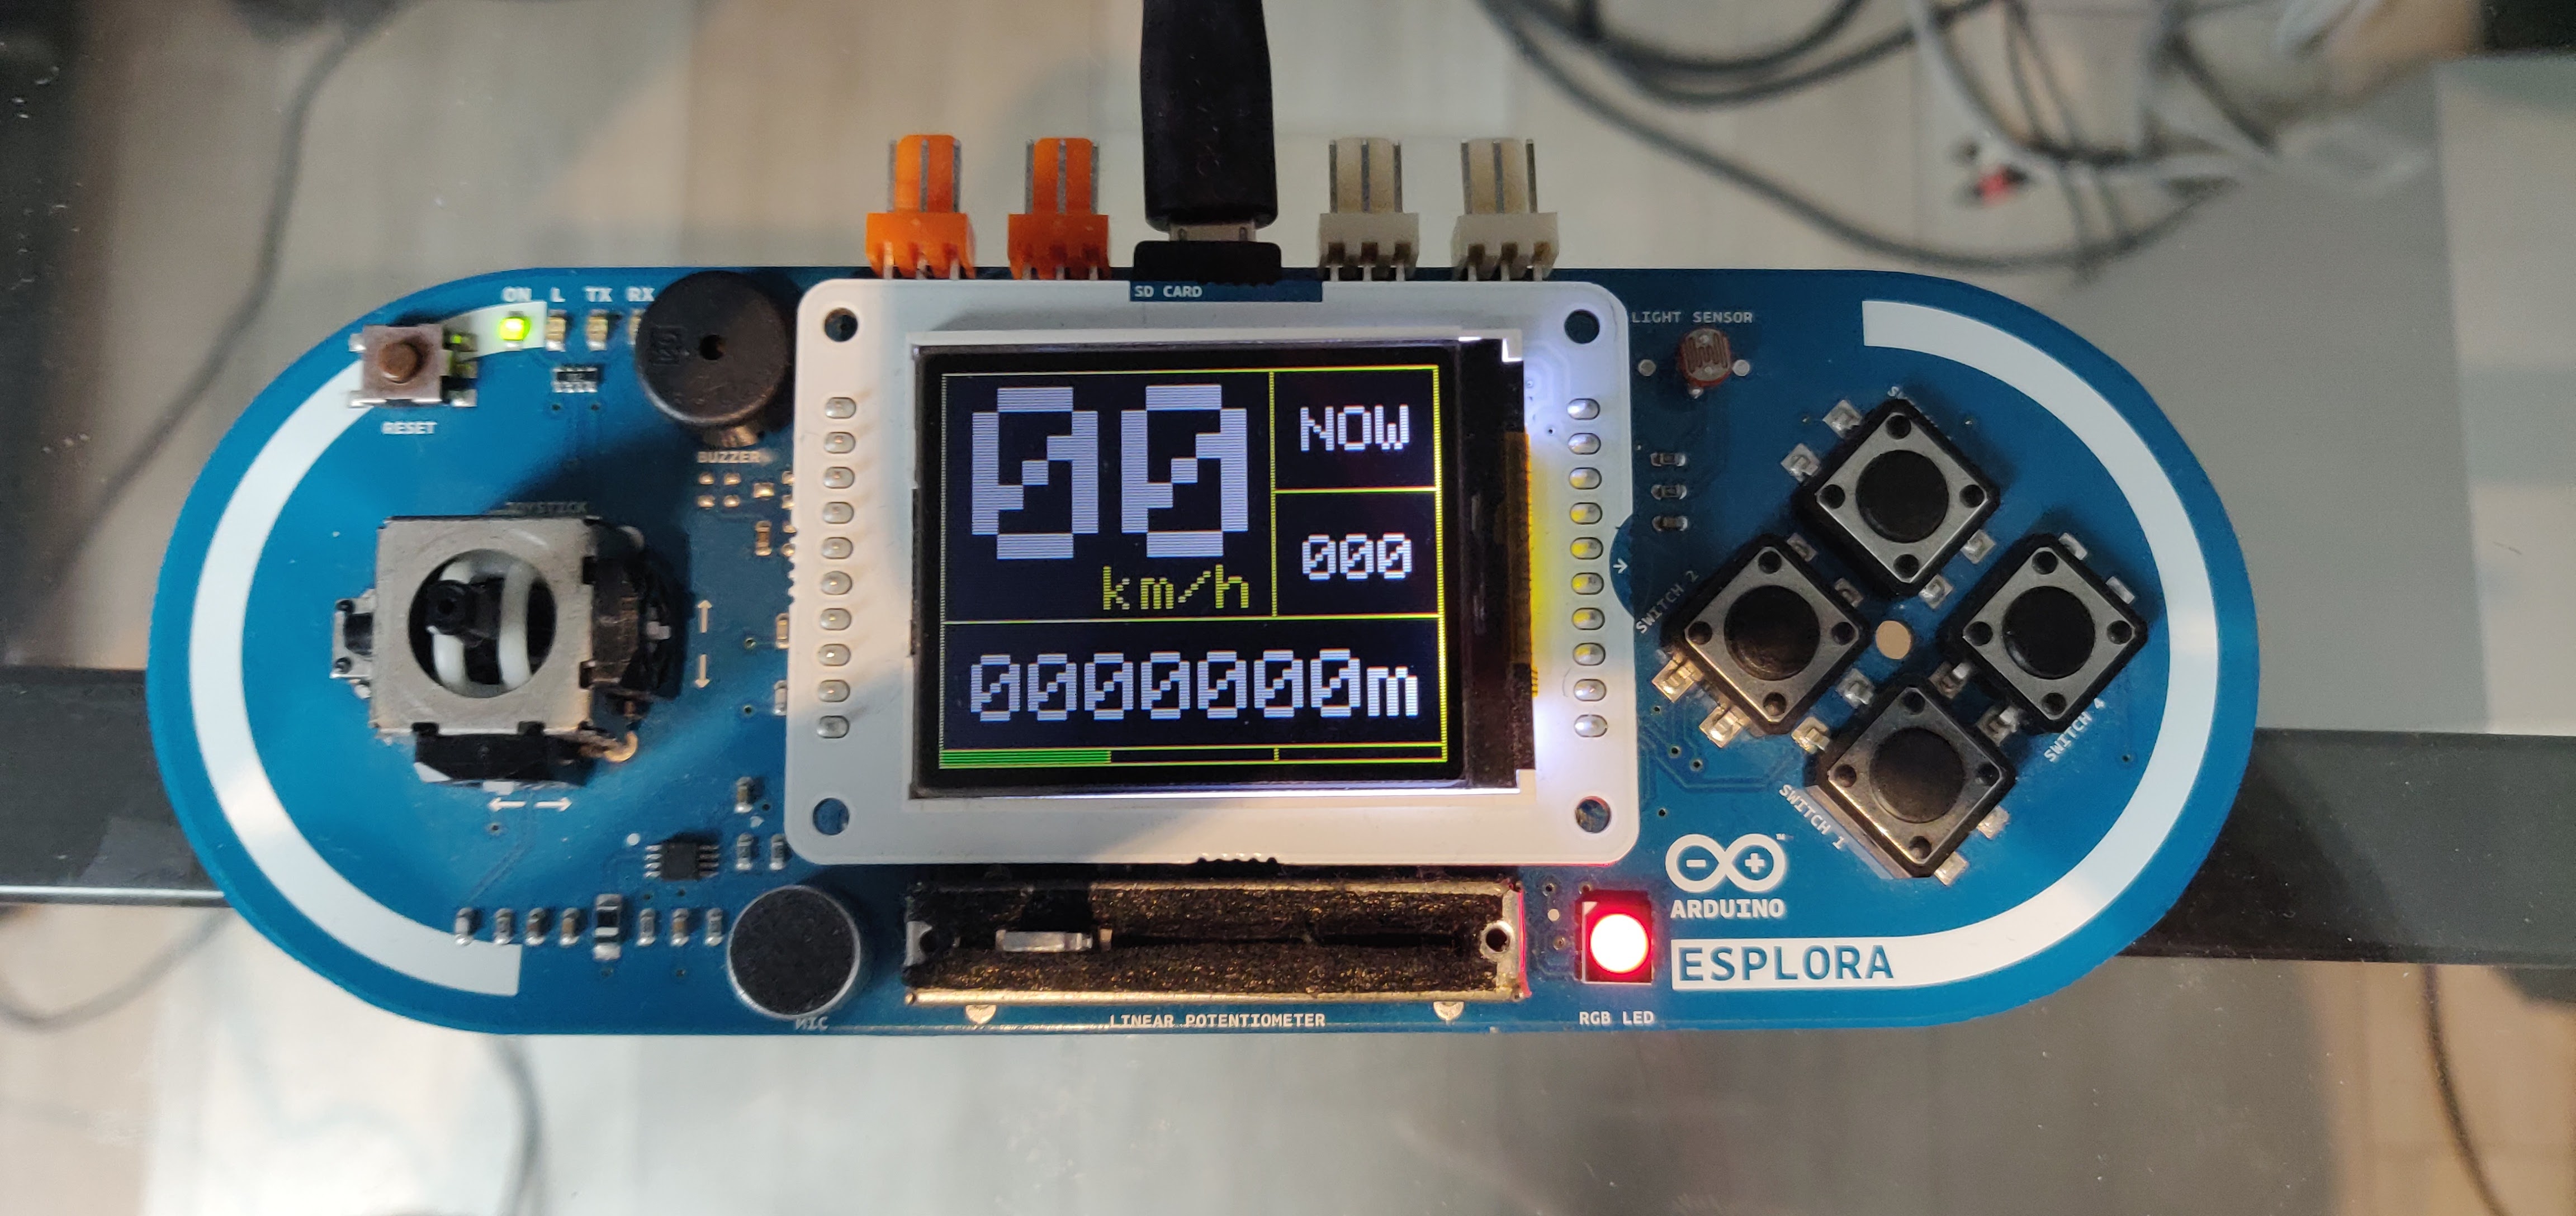 SD CARD
ON L TX RX
LIGHT SENSOR
RESET
BUZZER
JOYSTICK
00
km/h
NOW
000
0000000m
SWITCH 2
SWITCH 4
SWITCH 1
ARDUINO
ESPLORA
MIC
LINEAR POTENTIOMETER
RGB LED